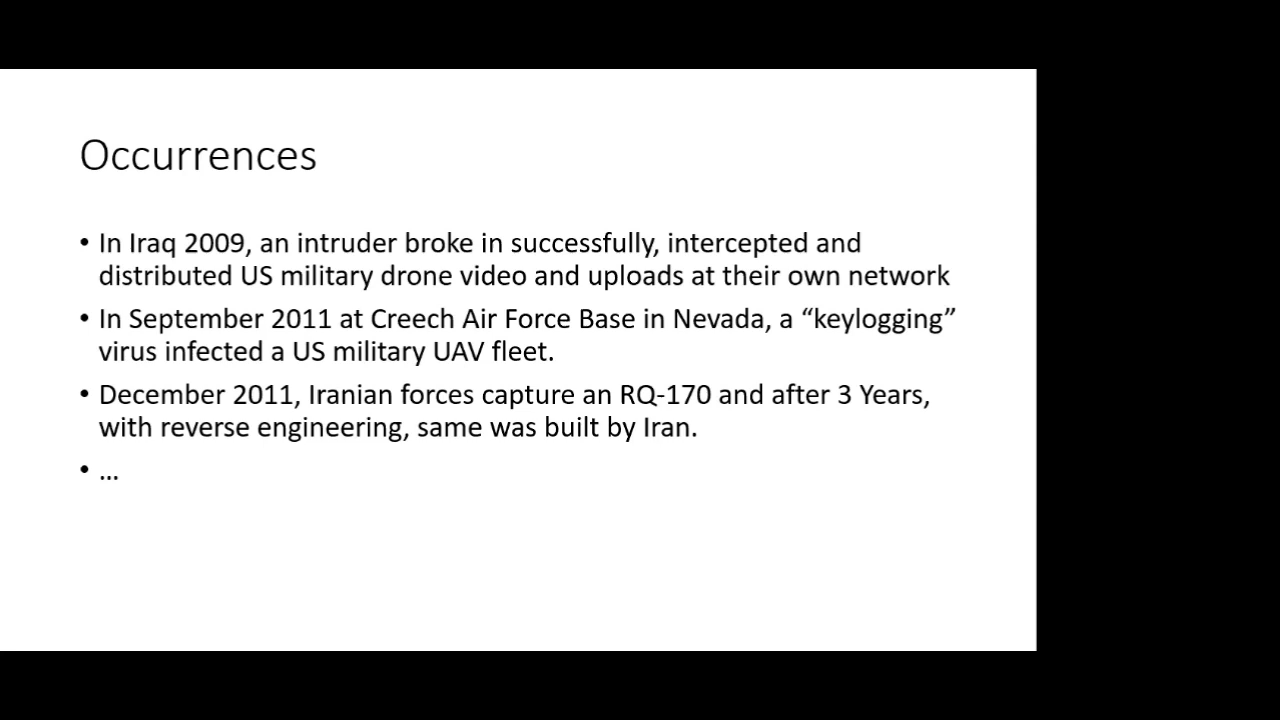 Occurrences
• In Iraq 2009, an intruder broke in successfully, intercepted and
distributed US military drone video and uploads at their own network
• In September 2011 at Creech Air Force Base in Nevada, a “keylogging”
virus infected a US military UAV fleet.
• December 2011, Iranian forces capture an RQ-170 and after 3 Years,
with reverse engineering, same was built by Iran.
• ...